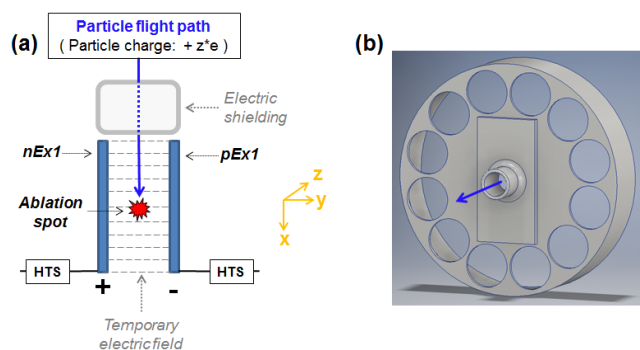 (a)
Particle flight path
( Particle charge: + z*e )
Electric
shielding
nEx1
pEx1
Ablation
spot
z
y
x
HTS
HTS
+
-
Temporary
electric field
(b)